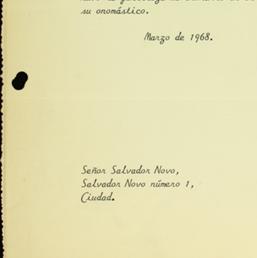 su onomástico.
Marzo de 1968.
Señor Salvador Novo,
Salvador Novo número 1,
Ciudad.